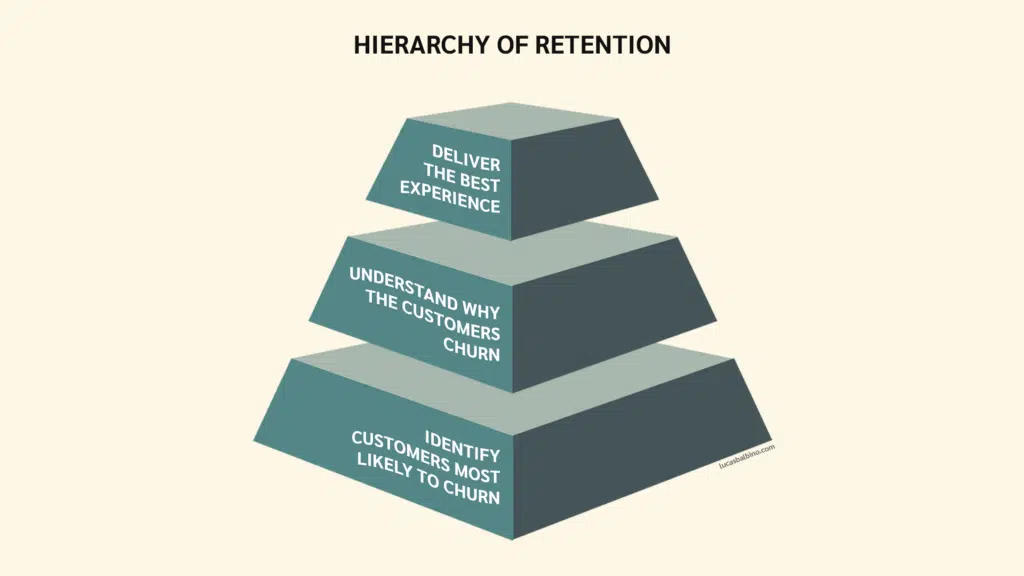 HIERARCHY OF RETENTION
DELIVER
THE BEST
EXPERIENCE
UNDERSTAND WHY
THE CUSTOMERS
CHURN
IDENTIFY
CUSTOMERS MOST
LIKELY TO CHURN
lucasbalbino.com